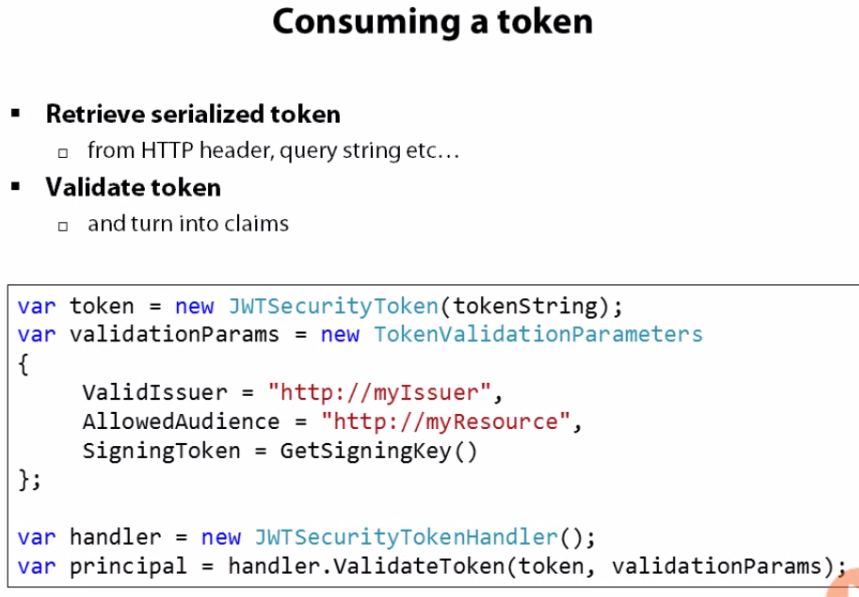 Consuming a token
▪ Retrieve serialized token
▫ from HTTP header, query string etc…
▪ Validate token
▫ and turn into claims
var token = new JWTSecurityToken(tokenString);
var validationParams = new TokenValidationParameters
{
     ValidIssuer = "http://myIssuer",
     AllowedAudience = "http://myResource",
     SigningToken = GetSigningKey()
};
var handler = new JWTSecurityTokenHandler();
var principal = handler.ValidateToken(token, validationParams);